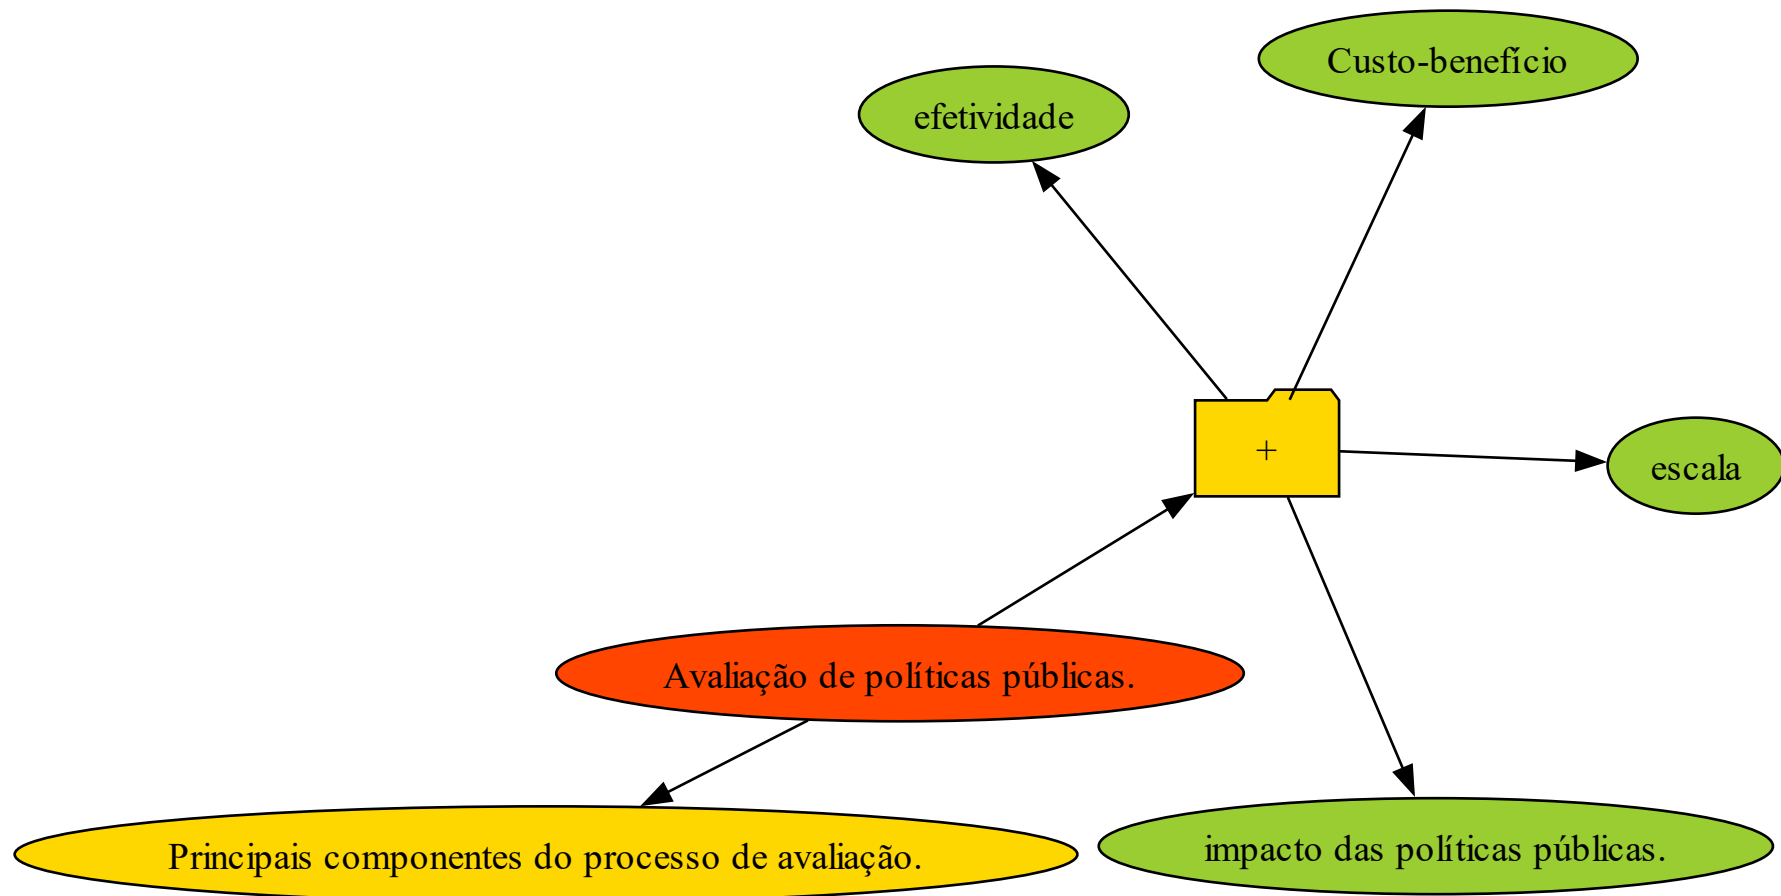 Custo-benefício
efetividade
+
escala
Avaliação de políticas públicas.
Principais componentes do processo de avaliação.
impacto das políticas públicas.